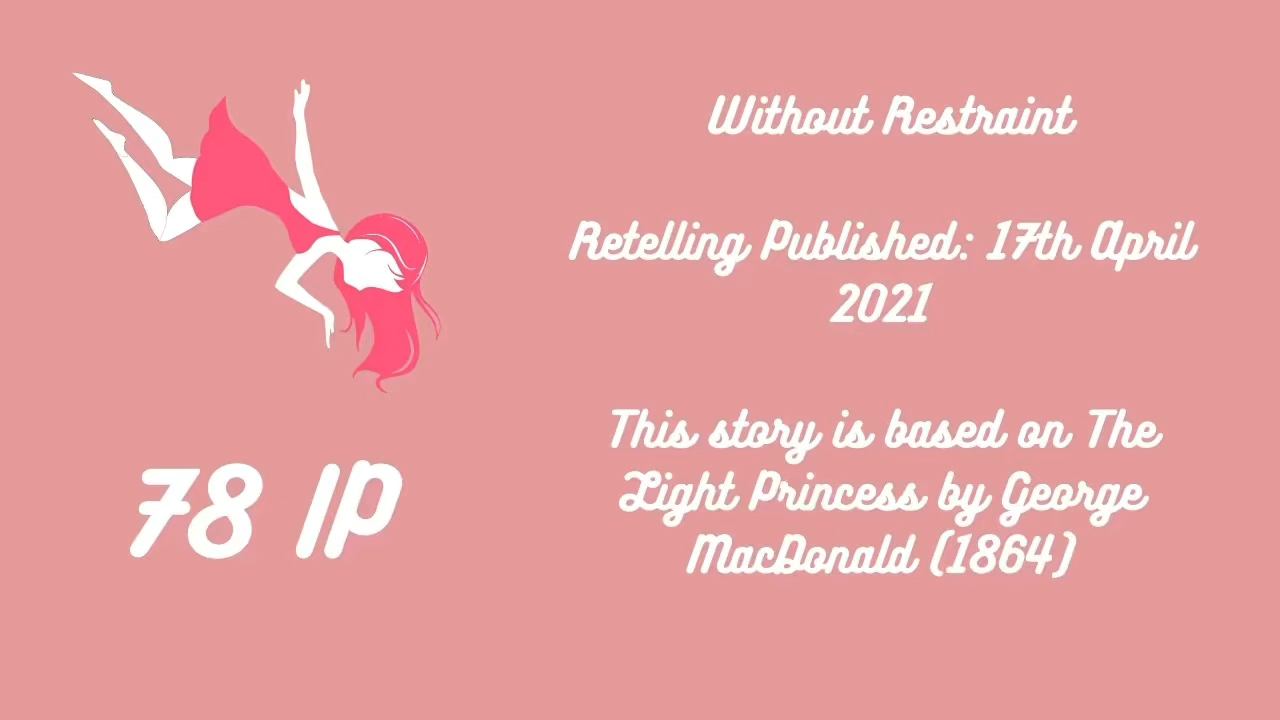 Without Restraint
Retelling Published: 17th April
2021
This story is based on The
Light Princess by George
MacDonald (1864)
78 IP